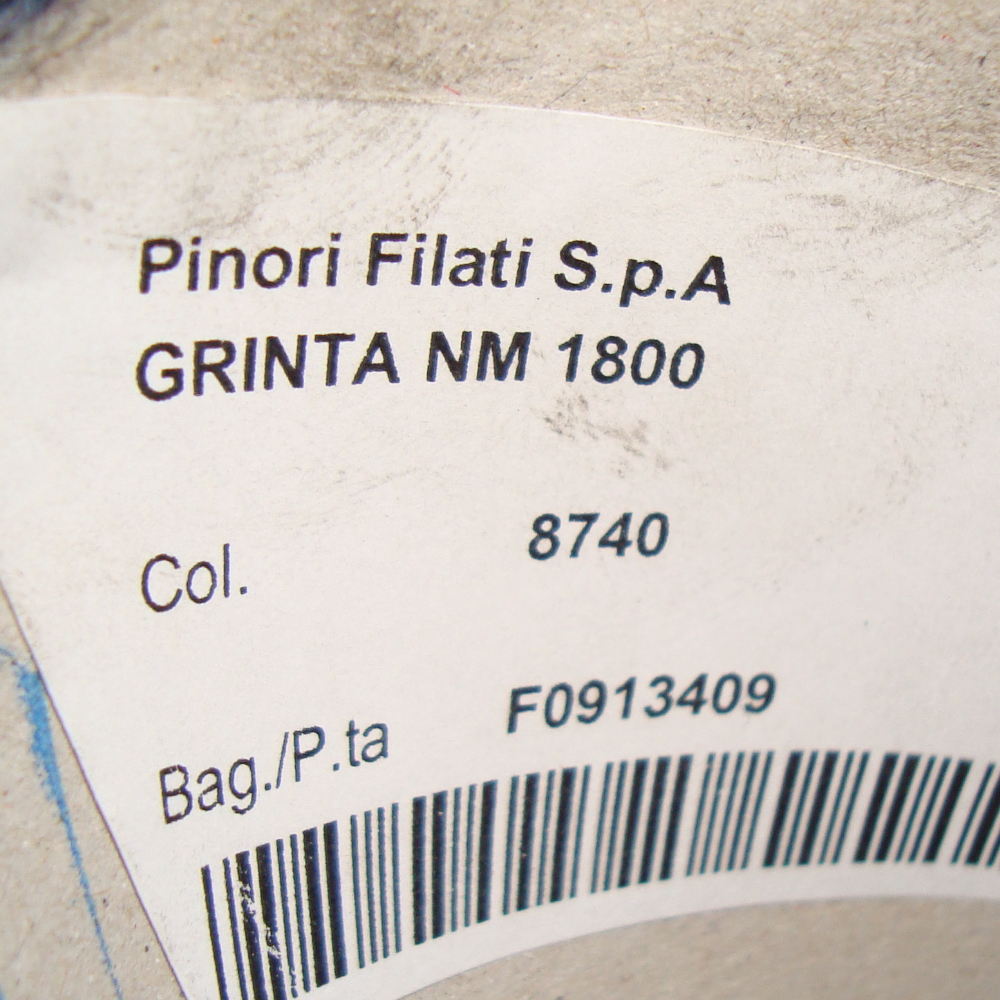 Pinori Filati S.p.A
GRINTA NM 1800
Col. 8740
Bag./P.ta F0913409